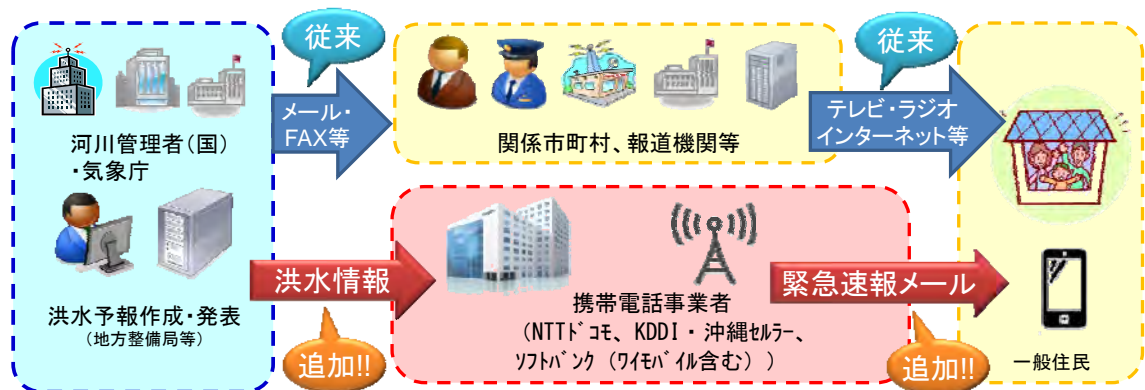 従来
従来
メール・
FAX等
テレビ・ラジオ
インターネット等
河川管理者(国)
・気象庁
関係市町村、報道機関等
洪水情報
緊急速報メール
携帯電話事業者
(NTTドコモ、KDDI・沖縄セルラー、
ソフトバンク(ワイモバイル含む))
洪水予報作成・発表
(地方整備局等)
追加!!
追加!!
一般住民